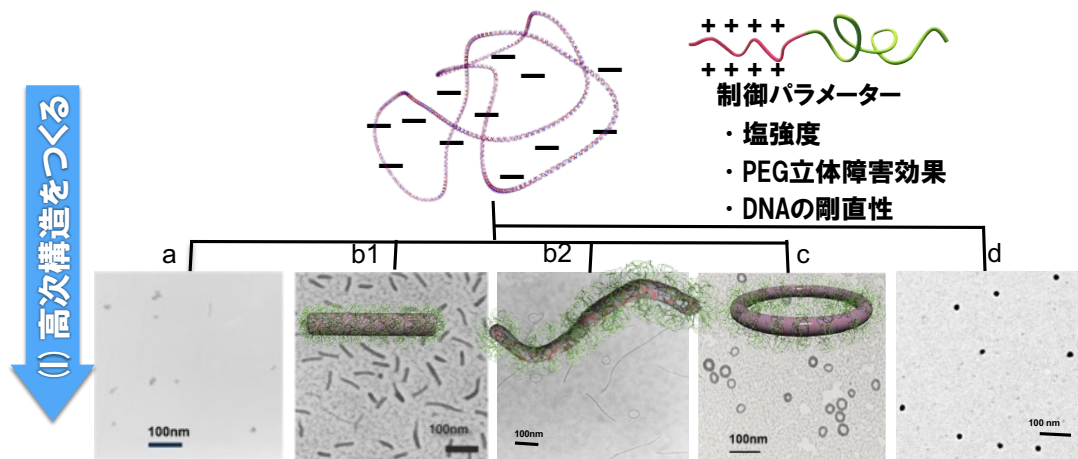 + + + +
+ + + +
制御パラメーター
・塩強度
・PEG立体障害効果
・DNAの剛直性
(I) 高次構造をつくる
a
b1
b2
c
d
100nm
100nm
100nm
100nm
100 nm